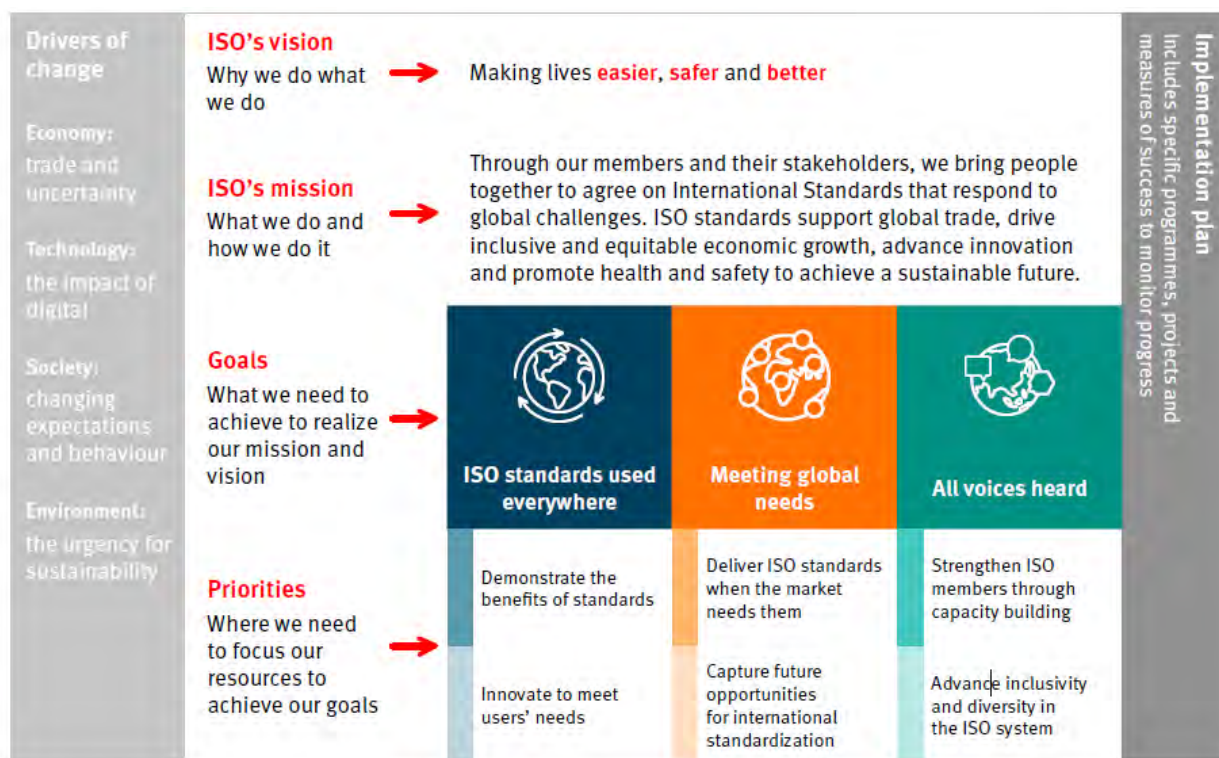 Drivers of
change
Economy:
trade and
uncertainty
Technology:
the impact of
digital
Society:
changing
expectations
and behaviour
Environment:
the urgency for
sustainability
ISO's vision
Why we do what
we do
Making lives easier, safer and better
ISO's mission
What we do and
how we do it
Through our members and their stakeholders, we bring people
together to agree on International Standards that respond to
global challenges. ISO standards support global trade, drive
inclusive and equitable economic growth, advance innovation
and promote health and safety to achieve a sustainable future.
Goals
What we need to
achieve to realize
our mission and
vision
ISO standards used
everywhere
Meeting global
needs
All voices heard
Priorities
Where we need
to focus our
resources to
achieve our goals
Demonstrate the
benefits of standards
Innovate to meet
users' needs
Deliver ISO standards
when the market
needs them
Capture future
opportunities
for international
standardization
Strengthen ISO
members through
capacity building
Advance inclusivity
and diversity in
the ISO system
Implementation plan
Includes specific programmes, projects and
measures of success to monitor progress